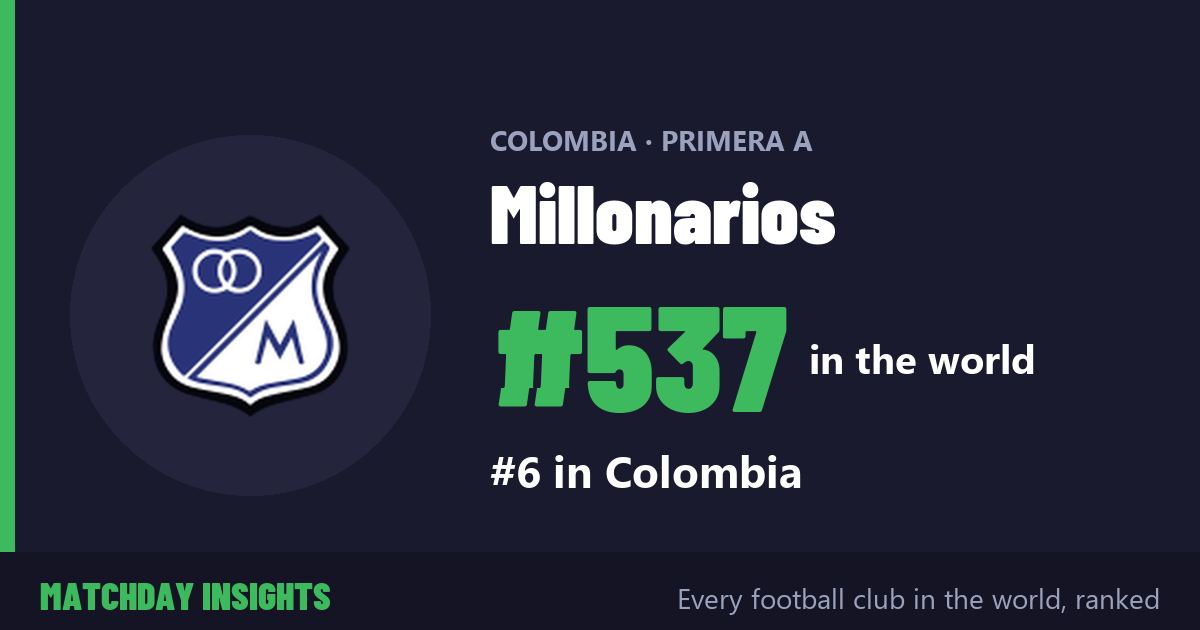 COLOMBIA · PRIMERA A
Millonarios
M
#537 in the world
#6 in Colombia
MATCHDAY INSIGHTS
Every football club in the world, ranked